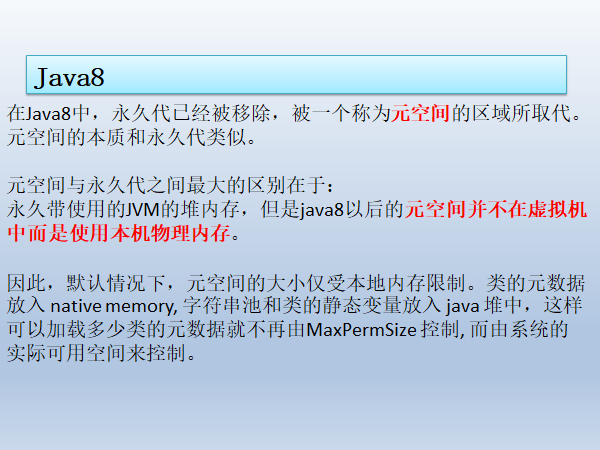 Java8
在Java8中，永久代已经被移除，被一个称为元空间的区域所取代。
元空间的本质和永久代类似。
元空间与永久代之间最大的区别在于：
永久带使用的JVM的堆内存，但是java8以后的元空间并不在虚拟机
中而是使用本机物理内存。
因此，默认情况下，元空间的大小仅受本地内存限制。类的元数据
放入 native memory, 字符串池和类的静态变量放入 java 堆中，这样
可以加载多少类的元数据就不再由MaxPermSize 控制, 而由系统的
实际可用空间来控制。